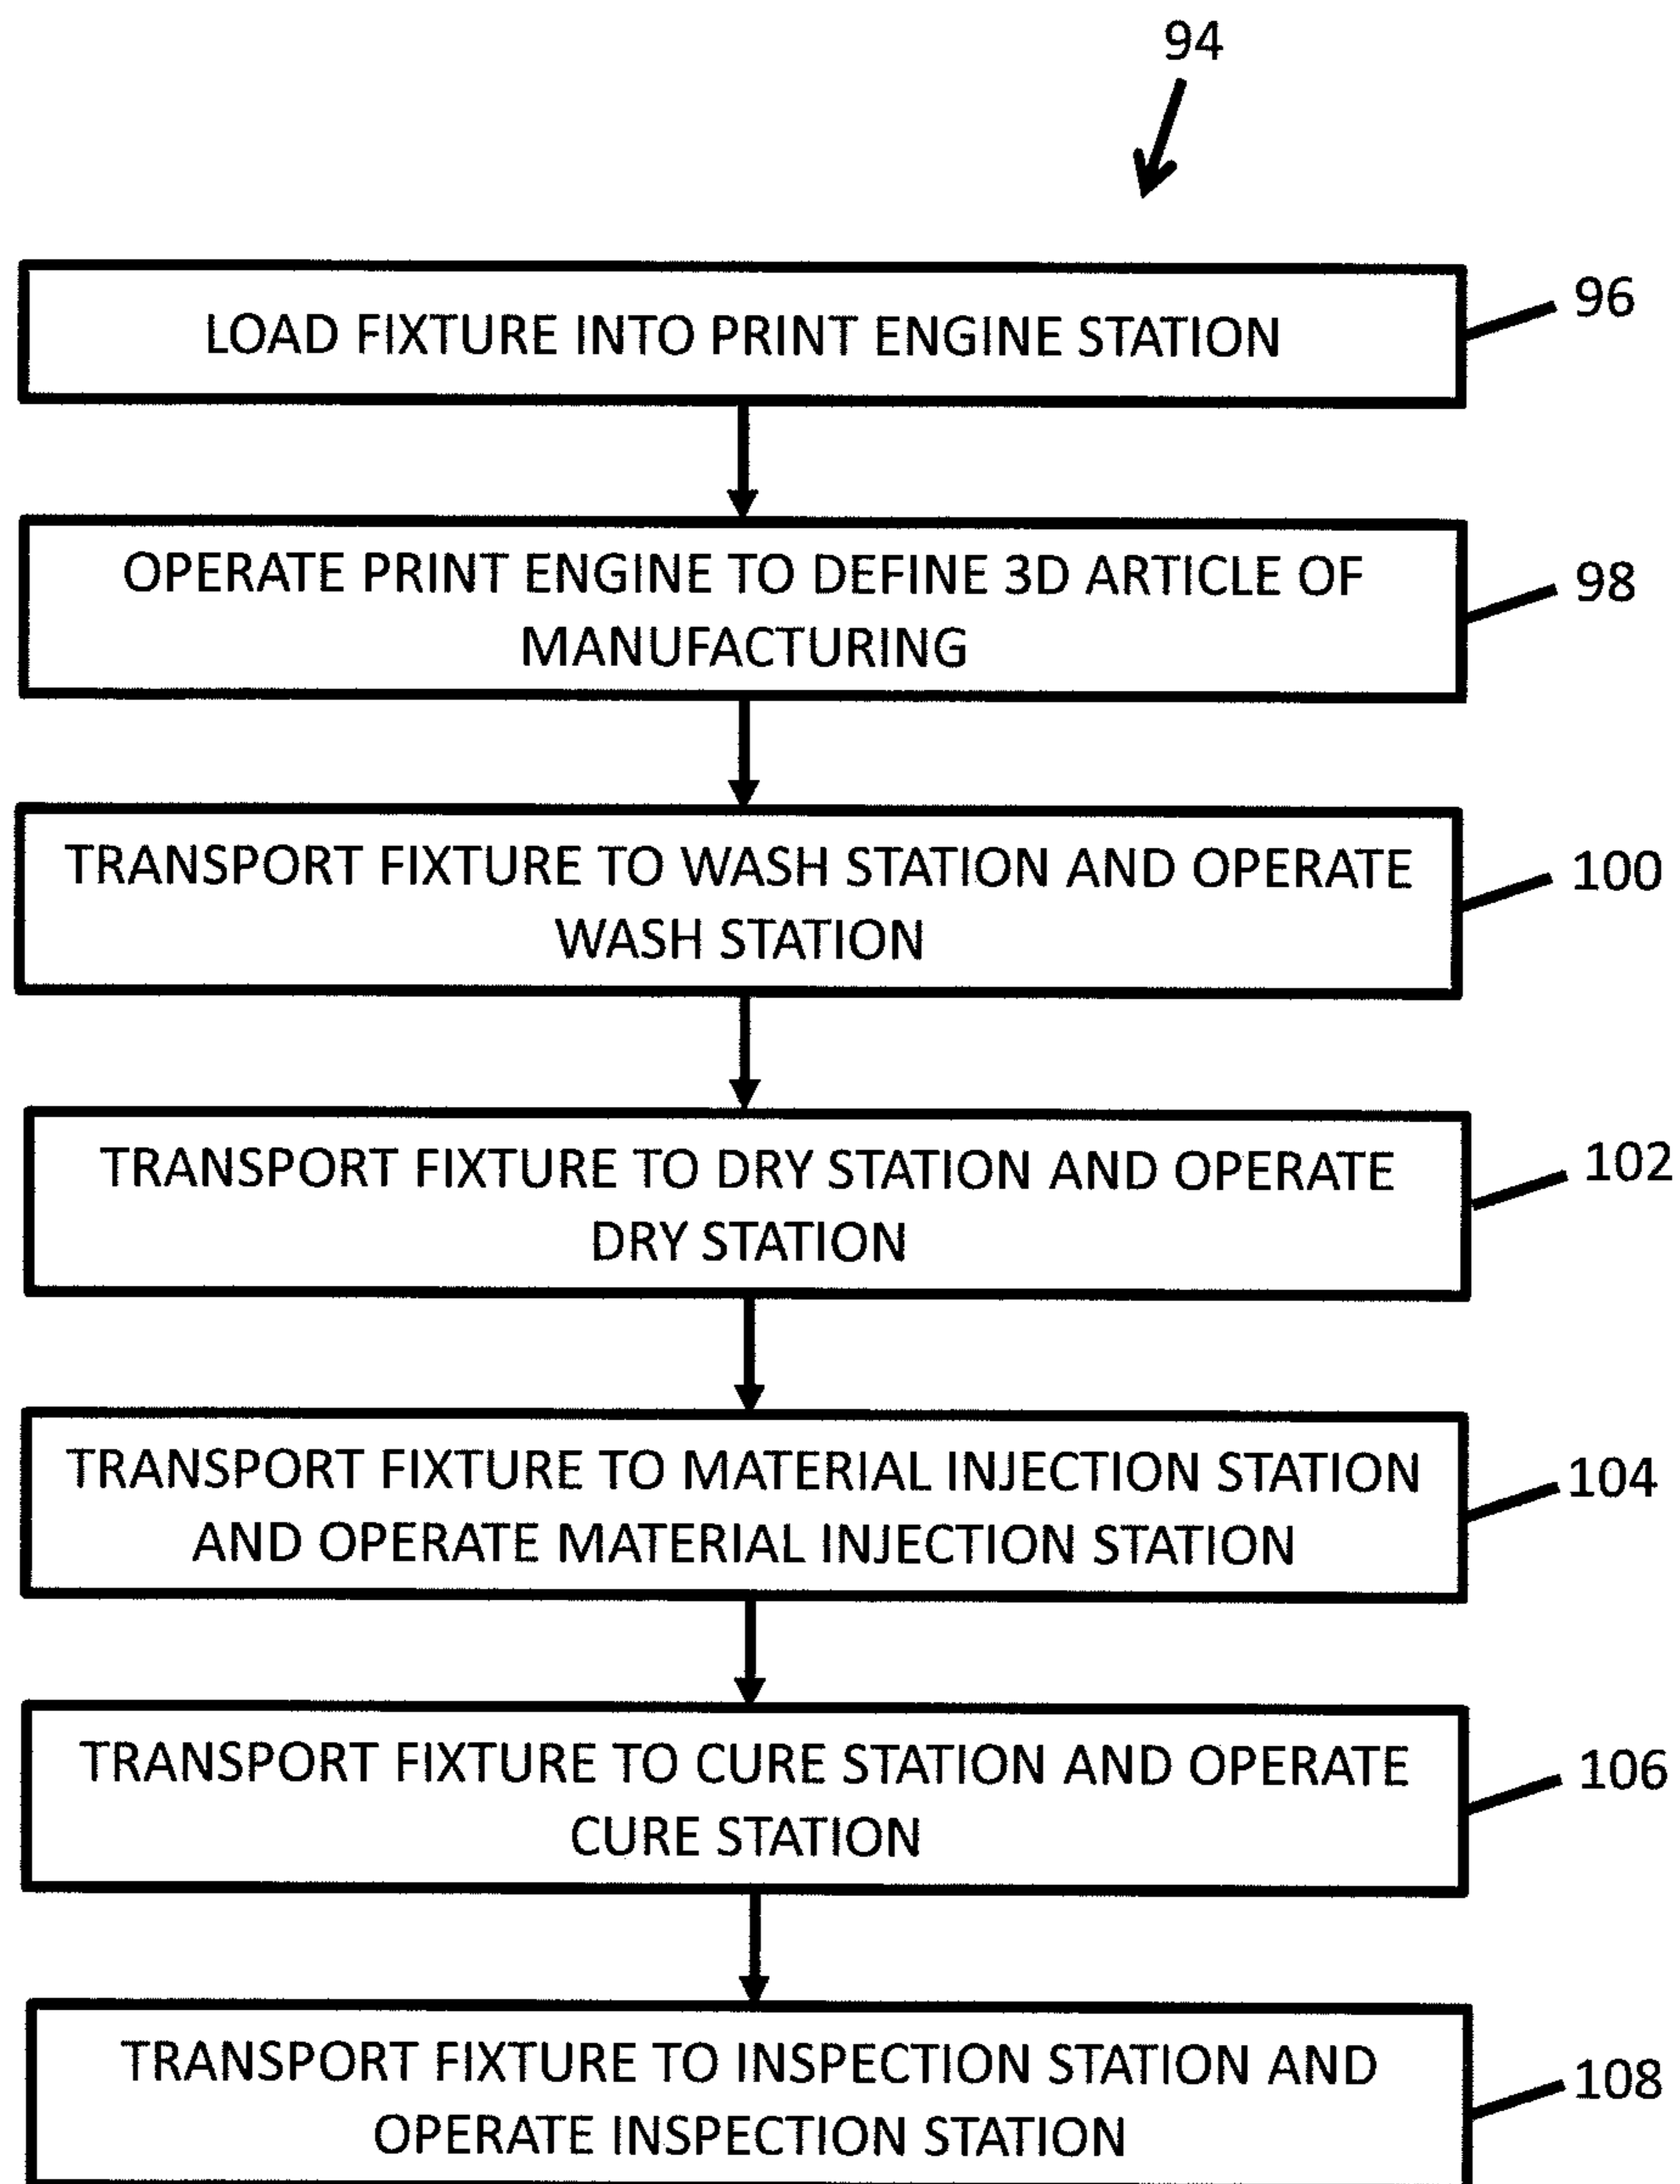 94
LOAD FIXTURE INTO PRINT ENGINE STATION
96
OPERATE PRINT ENGINE TO DEFINE 3D ARTICLE OF
MANUFACTURING
98
TRANSPORT FIXTURE TO WASH STATION AND OPERATE
WASH STATION
100
TRANSPORT FIXTURE TO DRY STATION AND OPERATE
DRY STATION
102
TRANSPORT FIXTURE TO MATERIAL INJECTION STATION
AND OPERATE MATERIAL INJECTION STATION
104
TRANSPORT FIXTURE TO CURE STATION AND OPERATE
CURE STATION
106
TRANSPORT FIXTURE TO INSPECTION STATION AND
OPERATE INSPECTION STATION
108